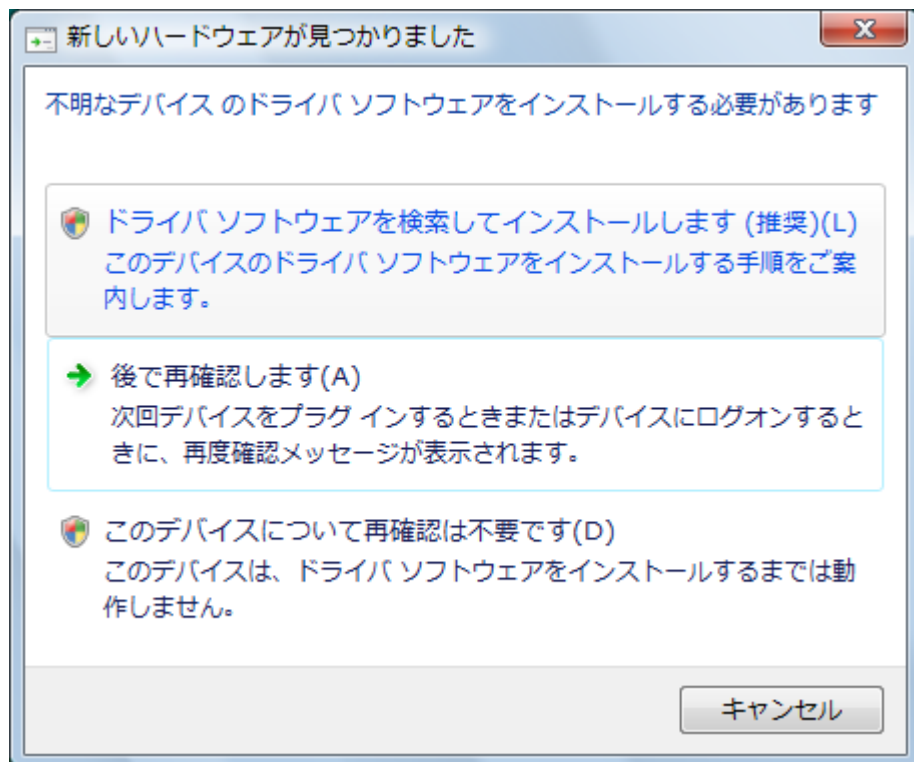 新しいハードウェアが見つかりました
不明なデバイス のドライバ ソフトウェアをインストールする必要があります
ドライバ ソフトウェアを検索してインストールします (推奨)(L)
このデバイスのドライバ ソフトウェアをインストールする手順をご案
内します。
後で再確認します(A)
次回デバイスをプラグ インするときまたはデバイスにログオンすると
きに、再度確認メッセージが表示されます。
このデバイスについて再確認は不要です(D)
このデバイスは、ドライバ ソフトウェアをインストールするまでは動
作しません。
キャンセル